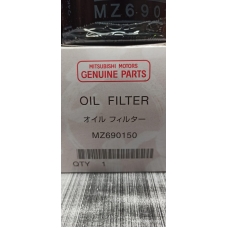 MZ690
MITSUBISHI MOTORS
GENUINE PARTS
OIL FILTER
オイル フィルター
MZ690150
QTY 1